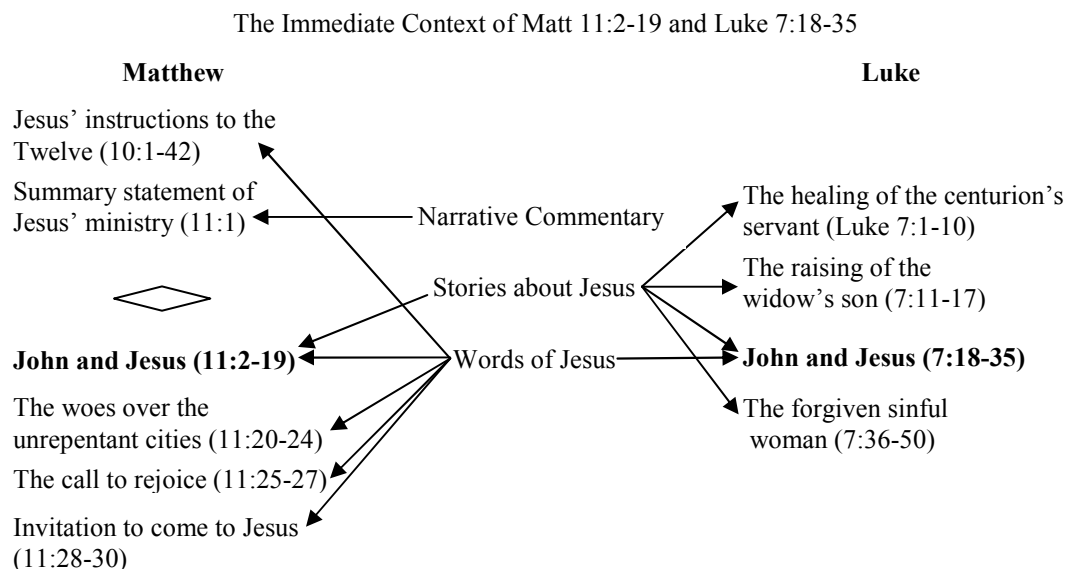 The Immediate Context of Matt 11:2-19 and Luke 7:18-35
Matthew
Luke
Jesus’ instructions to the
Twelve (10:1-42)
Summary statement of
Jesus’ ministry (11:1)
John and Jesus (11:2-19)
The woes over the
unrepentant cities (11:20-24)
The call to rejoice (11:25-27)
Invitation to come to Jesus
(11:28-30)
Narrative Commentary
Stories about Jesus
Words of Jesus
The healing of the centurion’s
servant (Luke 7:1-10)
The raising of the
widow’s son (7:11-17)
John and Jesus (7:18-35)
The forgiven sinful
woman (7:36-50)